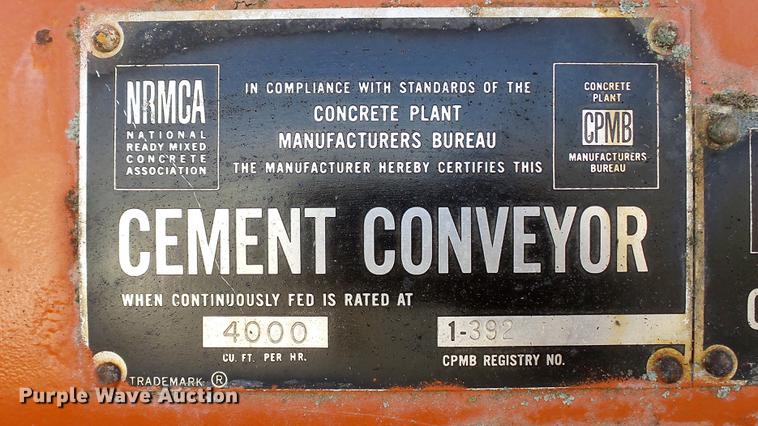 NRMCA
NATIONAL
READY MIXED
CONCRETE
ASSOCIATION
IN COMPLIANCE WITH STANDARDS OF THE
CONCRETE PLANT
MANUFACTURERS BUREAU
THE MANUFACTURER HEREBY CERTIFIES THIS
CONCRETE
PLANT
CPMB
MANUFACTURERS
BUREAU
CEMENT CONVEYOR
WHEN CONTINUOUSLY FED IS RATED AT
4000
CU. FT. PER HR.
1-392
CPMB REGISTRY NO.
TRADEMARK ®
Purple Wave Auction